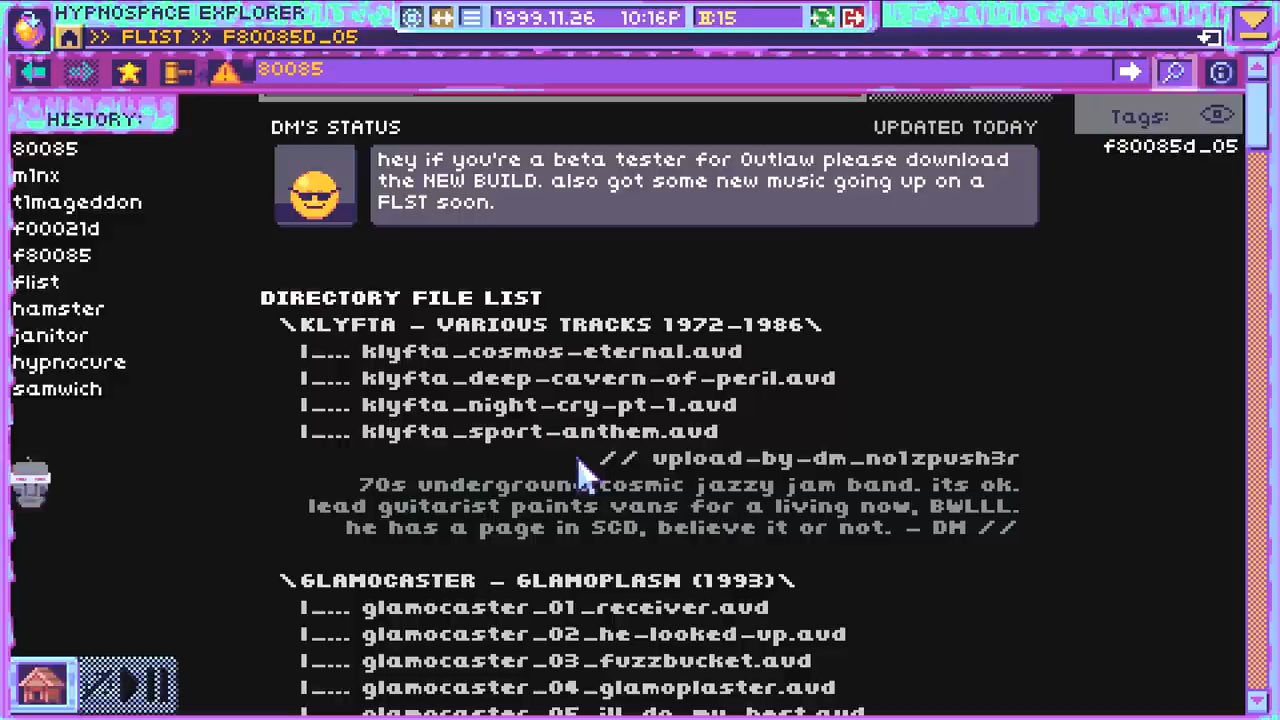 HYPNOSPACE EXPLORER
1999.11.26 10:16P
:15
>> FLIST >> F80085D_05
80085
HISTORY:
80085
m1nx
t1mageddon
f00021d
f80085
flist
hamster
janitor
hypnocure
samwich
Tags:
f80085d_05
DM'S STATUS
UPDATED TODAY
hey if you're a beta tester for Outlaw please download
the NEW BUILD. also got some new music going up on a
FLST soon.
DIRECTORY FILE LIST
\KLYFTA - VARIOUS TRACKS 1972-1986\
|_... klyfta_cosmos-eternal.avd
|_... klyfta_deep-cavern-of-peril.avd
|_... klyfta_night-cry-pt-1.avd
|_... klyfta_sport-anthem.avd
// upload-by-dm_no1zpush3r
70s underground cosmic jazzy jam band. its ok.
lead guitarist paints vans for a living now, BWLLL.
he has a page in SCD, believe it or not. - DM //
\GLAMOCASTER - GLAMOPLASM (1993)\
|_... glamocaster_01_receiver.avd
|_... glamocaster_02_he-looked-up.avd
|_... glamocaster_03_fuzzbucket.avd
|_... glamocaster_04_glamoplaster.avd
|_... glamocaster_05_ill_do_my_best.avd